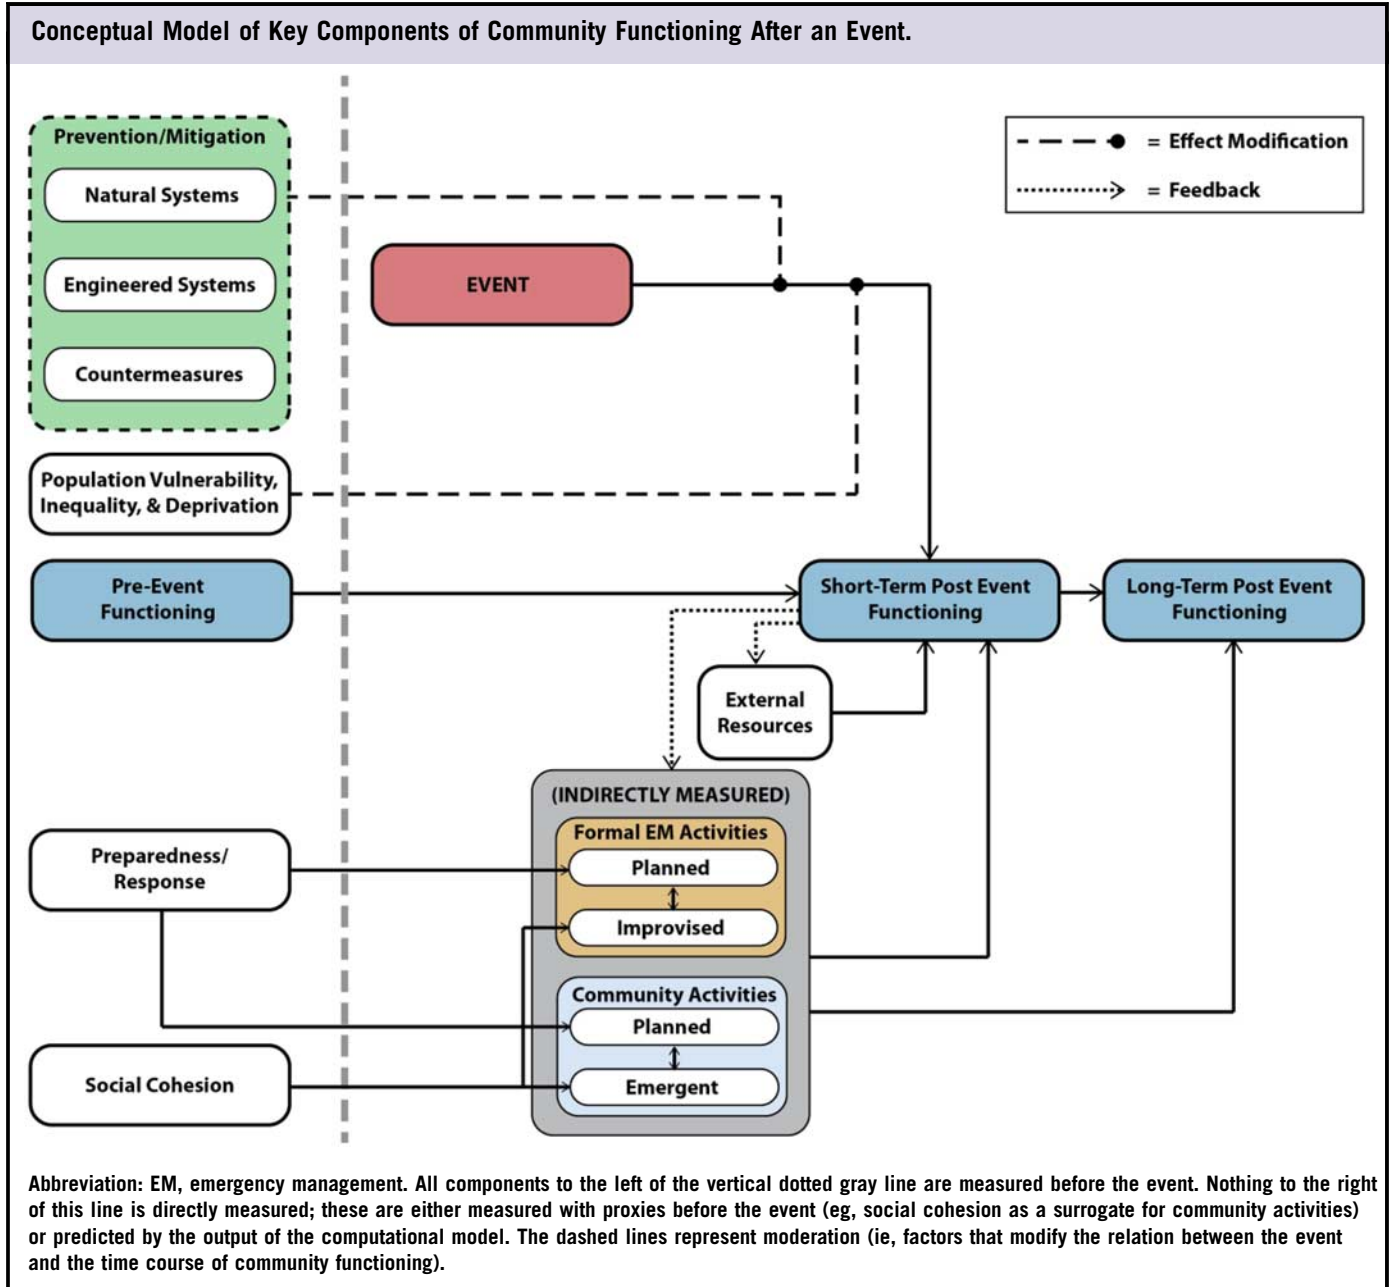 Conceptual Model of Key Components of Community Functioning After an Event.
Prevention/Mitigation
Natural Systems
Engineered Systems
Countermeasures
= Effect Modification
= Feedback
EVENT
Population Vulnerability,
Inequality, & Deprivation
Pre-Event
Functioning
Short-Term Post Event
Functioning
Long-Term Post Event
Functioning
External
Resources
(INDIRECTLY MEASURED)
Formal EM Activities
Planned
Improvised
Preparedness/
Response
Community Activities
Planned
Emergent
Social Cohesion
Abbreviation: EM, emergency management. All components to the left of the vertical dotted gray line are measured before the event. Nothing to the right
of this line is directly measured; these are either measured with proxies before the event (eg, social cohesion as a surrogate for community activities)
or predicted by the output of the computational model. The dashed lines represent moderation (ie, factors that modify the relation between the event
and the time course of community functioning).